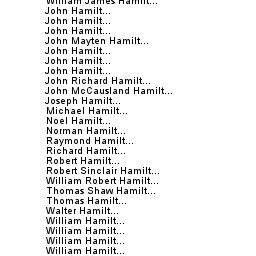 William James Hamilt...
John Hamilt...
John Hamilt...
John Hamilt...
John Mayten Hamilt...
John Hamilt...
John Hamilt...
John Richard Hamilt...
John McCausland Hamilt...
Joseph Hamilt...
Michael Hamilt...
Noel Hamilt...
Norman Hamilt...
Raymond Hamilt...
Richard Hamilt...
Robert Hamilt...
Robert Sinclair Hamilt...
William Robert Hamilt...
Thomas Shaw Hamilt...
Thomas Hamilt...
Walter Hamilt...
William Hamilt...
William Hamilt...
William Hamilt...
William Hamilt...